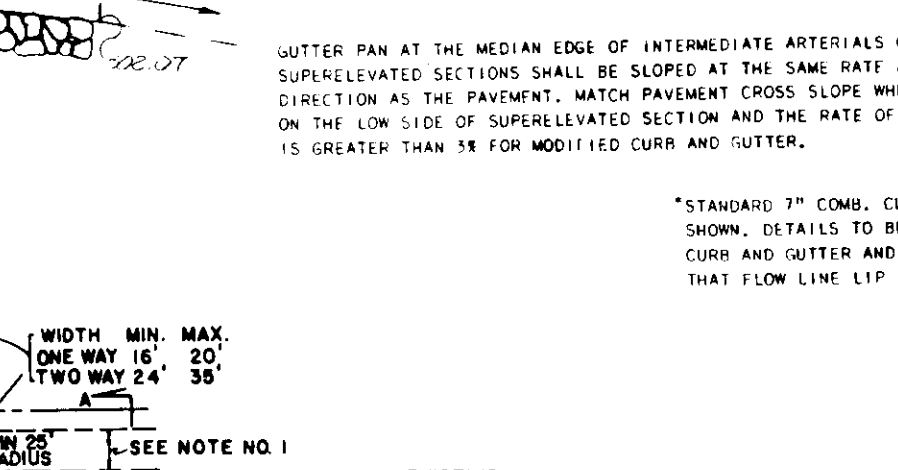 GUTTER PAN AT THE MEDIAN EDGE OF INTERMEDIATE ARTERIALS
SUPERELEVATED SECTIONS SHALL BE SLOPED AT THE SAME RATE
DIRECTION AS THE PAVEMENT. MATCH PAVEMENT CROSS SLOPE
ON THE LOW SIDE OF SUPERELEVATED SECTION AND THE RATE OF
IS GREATER THAN 3% FOR MODIFIED CURB AND GUTTER.
*STANDARD 7" COMB.
SHOWN. DETAILS TO
CURB AND GUTTER AND
THAT FLOW LINE LIP
WIDTH MIN. MAX.
ONE WAY 16' 20'
TWO WAY 24' 35'
A
25'
SEE NOTE NO. 1